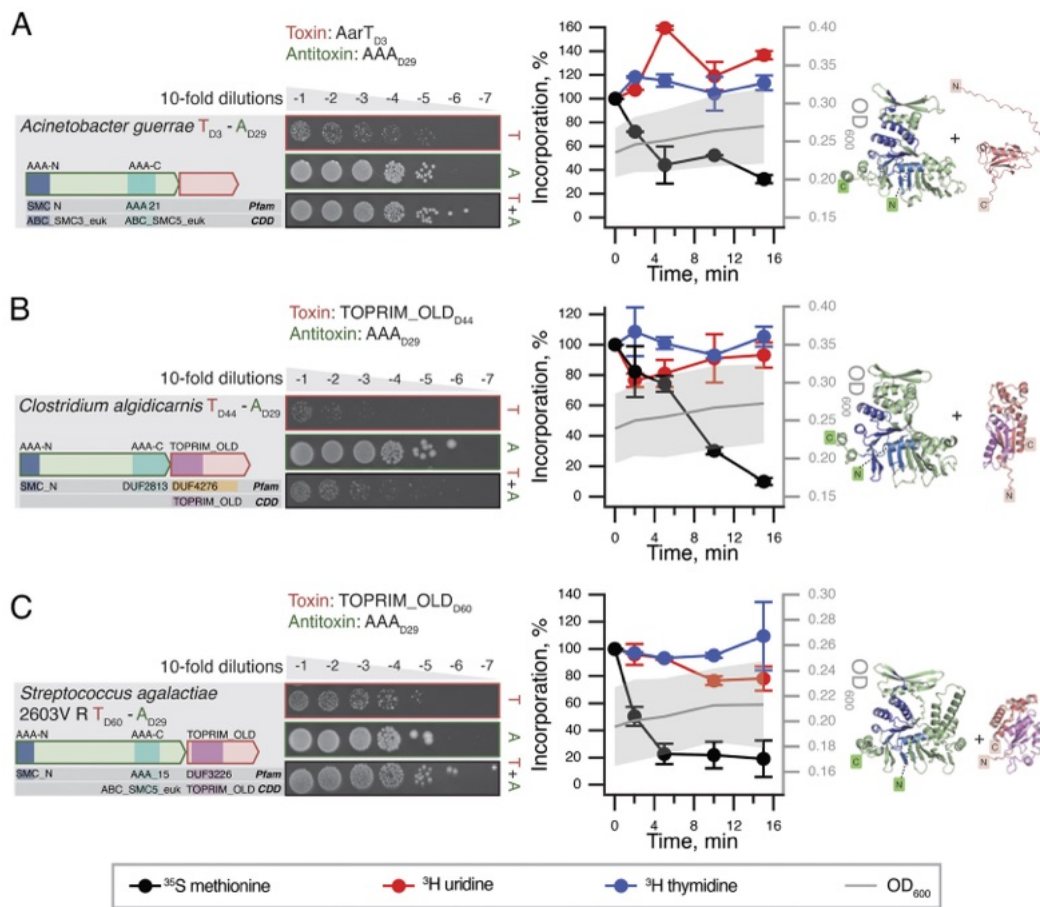 A
Toxin: AarT D3
Antitoxin: AAA D29
10-fold dilutions -1 -2 -3 -4 -5 -6 -7
Acinetobacter guerrae T D3 - A D29
AAA-N AAA-C
SMC N AAA 21 Pfam
ABC_SMC3_euk ABC_SMC5_euk CDD
T
A
T+A
Incorporation, %
160
140
120
100
80
60
40
20
0
0 4 8 12 16
Time, min
0.40
0.35
0.30
0.25
0.20
0.15
OD600
C
N
+
N
C
B
Toxin: TOPRIM_OLD D44
Antitoxin: AAA D29
10-fold dilutions -1 -2 -3 -4 -5 -6 -7
Clostridium algidicarnis T D44 - A D29
AAA-N AAA-C TOPRIM_OLD
SMC_N DUF2813 DUF4276 Pfam
TOPRIM_OLD CDD
T
A
T+A
Incorporation, %
120
100
80
60
40
20
0
0 4 8 12 16
Time, min
0.40
0.35
0.30
0.25
0.20
0.15
OD600
C
N
+
C
N
C
Toxin: TOPRIM_OLD D60
Antitoxin: AAA D29
10-fold dilutions -1 -2 -3 -4 -5 -6 -7
Streptococcus agalactiae
2603V R T D60 - A D29
AAA-N AAA-C TOPRIM_OLD
SMC_N AAA_15 DUF3226 Pfam
ABC_SMC5_euk TOPRIM_OLD CDD
T
A
T+A
Incorporation, %
140
120
100
80
60
40
20
0
0 4 8 12 16
Time, min
0.30
0.28
0.26
0.24
0.22
0.20
0.18
0.16
OD600
C
N
+
C
N
35S methionine 3H uridine 3H thymidine OD600